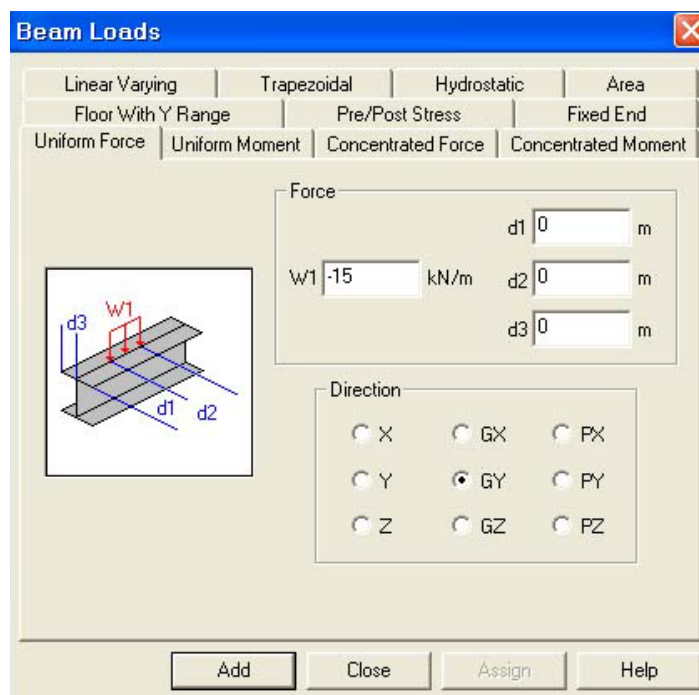 Beam Loads
Linear Varying Trapezoidal Hydrostatic Area
Floor With Y Range Pre/Post Stress Fixed End
Uniform Force Uniform Moment Concentrated Force Concentrated Moment
Force
d1 0 m
W1 -15 kN/m d2 0 m
d3 0 m
W1
d3
d1 d2
Direction
X GX PX
Y GY PY
Z GZ PZ
Add Close Assign Help